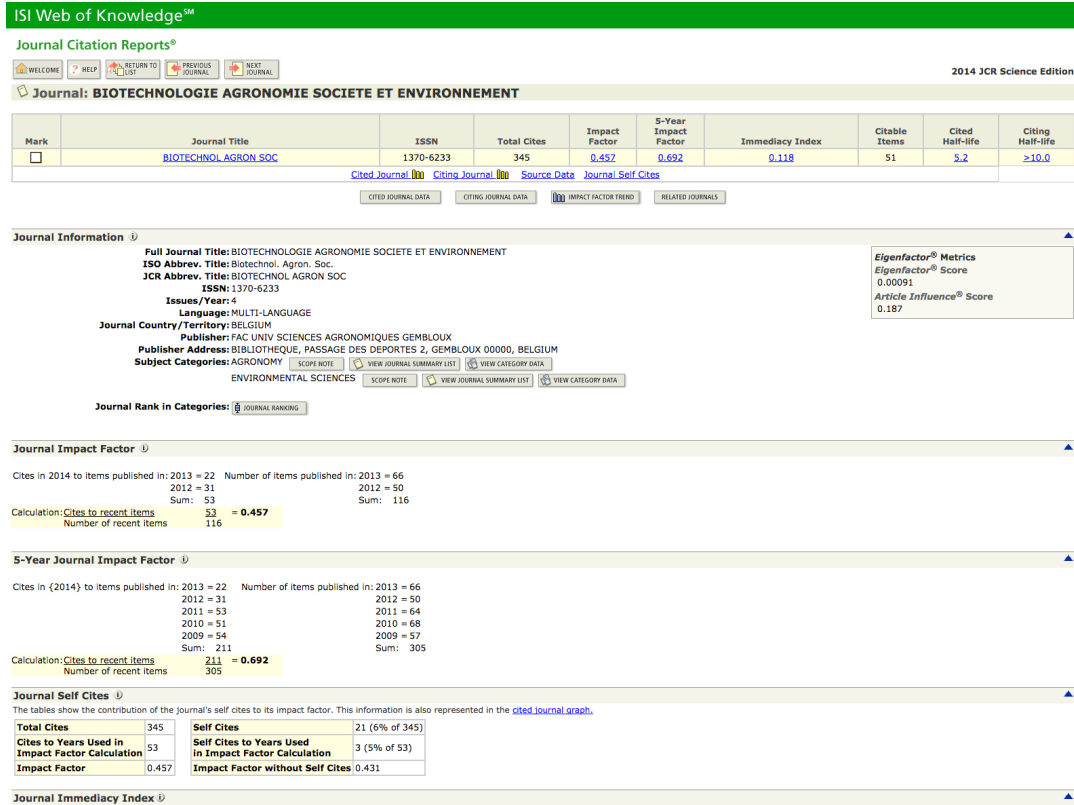 ISI Web of Knowledge℠
Journal Citation Reports®
WELCOME ? HELP RETURN TO LIST PREVIOUS JOURNAL NEXT JOURNAL
2014 JCR Science Edition
Journal: BIOTECHNOLOGIE AGRONOMIE SOCIETE ET ENVIRONNEMENT
Mark Journal Title ISSN Total Cites Impact Factor 5-Year Impact Factor Immediacy Index Citable Items Cited Half-life Citing Half-life
BIOTECHNOL AGRON SOC 1370-6233 345 0.457 0.692 0.118 51 5.2 >10.0
Cited Journal Citing Journal Source Data Journal Self Cites
CITED JOURNAL DATA CITING JOURNAL DATA IMPACT FACTOR TREND RELATED JOURNALS
Journal Information
Full Journal Title: BIOTECHNOLOGIE AGRONOMIE SOCIETE ET ENVIRONNEMENT
ISO Abbrev. Title: Biotechnol. Agron. Soc.
JCR Abbrev. Title: BIOTECHNOL AGRON SOC
ISSN: 1370-6233
Issues/Year: 4
Language: MULTI-LANGUAGE
Journal Country/Territory: BELGIUM
Publisher: FAC UNIV SCIENCES AGRONOMIQUES GEMBLOUX
Publisher Address: BIBLIOTHEQUE, PASSAGE DES DEPORTES 2, GEMBLOUX 00000, BELGIUM
Subject Categories: AGRONOMY SCOPE NOTE VIEW JOURNAL SUMMARY LIST VIEW CATEGORY DATA
ENVIRONMENTAL SCIENCES SCOPE NOTE VIEW JOURNAL SUMMARY LIST VIEW CATEGORY DATA
Journal Rank in Categories: JOURNAL RANKING
Eigenfactor® Metrics
Eigenfactor® Score
0.00091
Article Influence® Score
0.187
Journal Impact Factor
Cites in 2014 to items published in: 2013 = 22 Number of items published in: 2013 = 66
2012 = 31 2012 = 50
Sum: 53 Sum: 116
Calculation: Cites to recent items 53 = 0.457
Number of recent items 116
5-Year Journal Impact Factor
Cites in {2014} to items published in: 2013 = 22 Number of items published in: 2013 = 66
2012 = 31 2012 = 50
2011 = 53 2011 = 64
2010 = 51 2010 = 68
2009 = 54 2009 = 57
Sum: 211 Sum: 305
Calculation: Cites to recent items 211 = 0.692
Number of recent items 305
Journal Self Cites
The tables show the contribution of the journal's self cites to its impact factor. This information is also represented in the cited journal graph.
Total Cites 345 Self Cites 21 (6% of 345)
Cites to Years Used in Impact Factor Calculation 53 Self Cites to Years Used in Impact Factor Calculation 3 (5% of 53)
Impact Factor 0.457 Impact Factor without Self Cites 0.431
Journal Immediacy Index